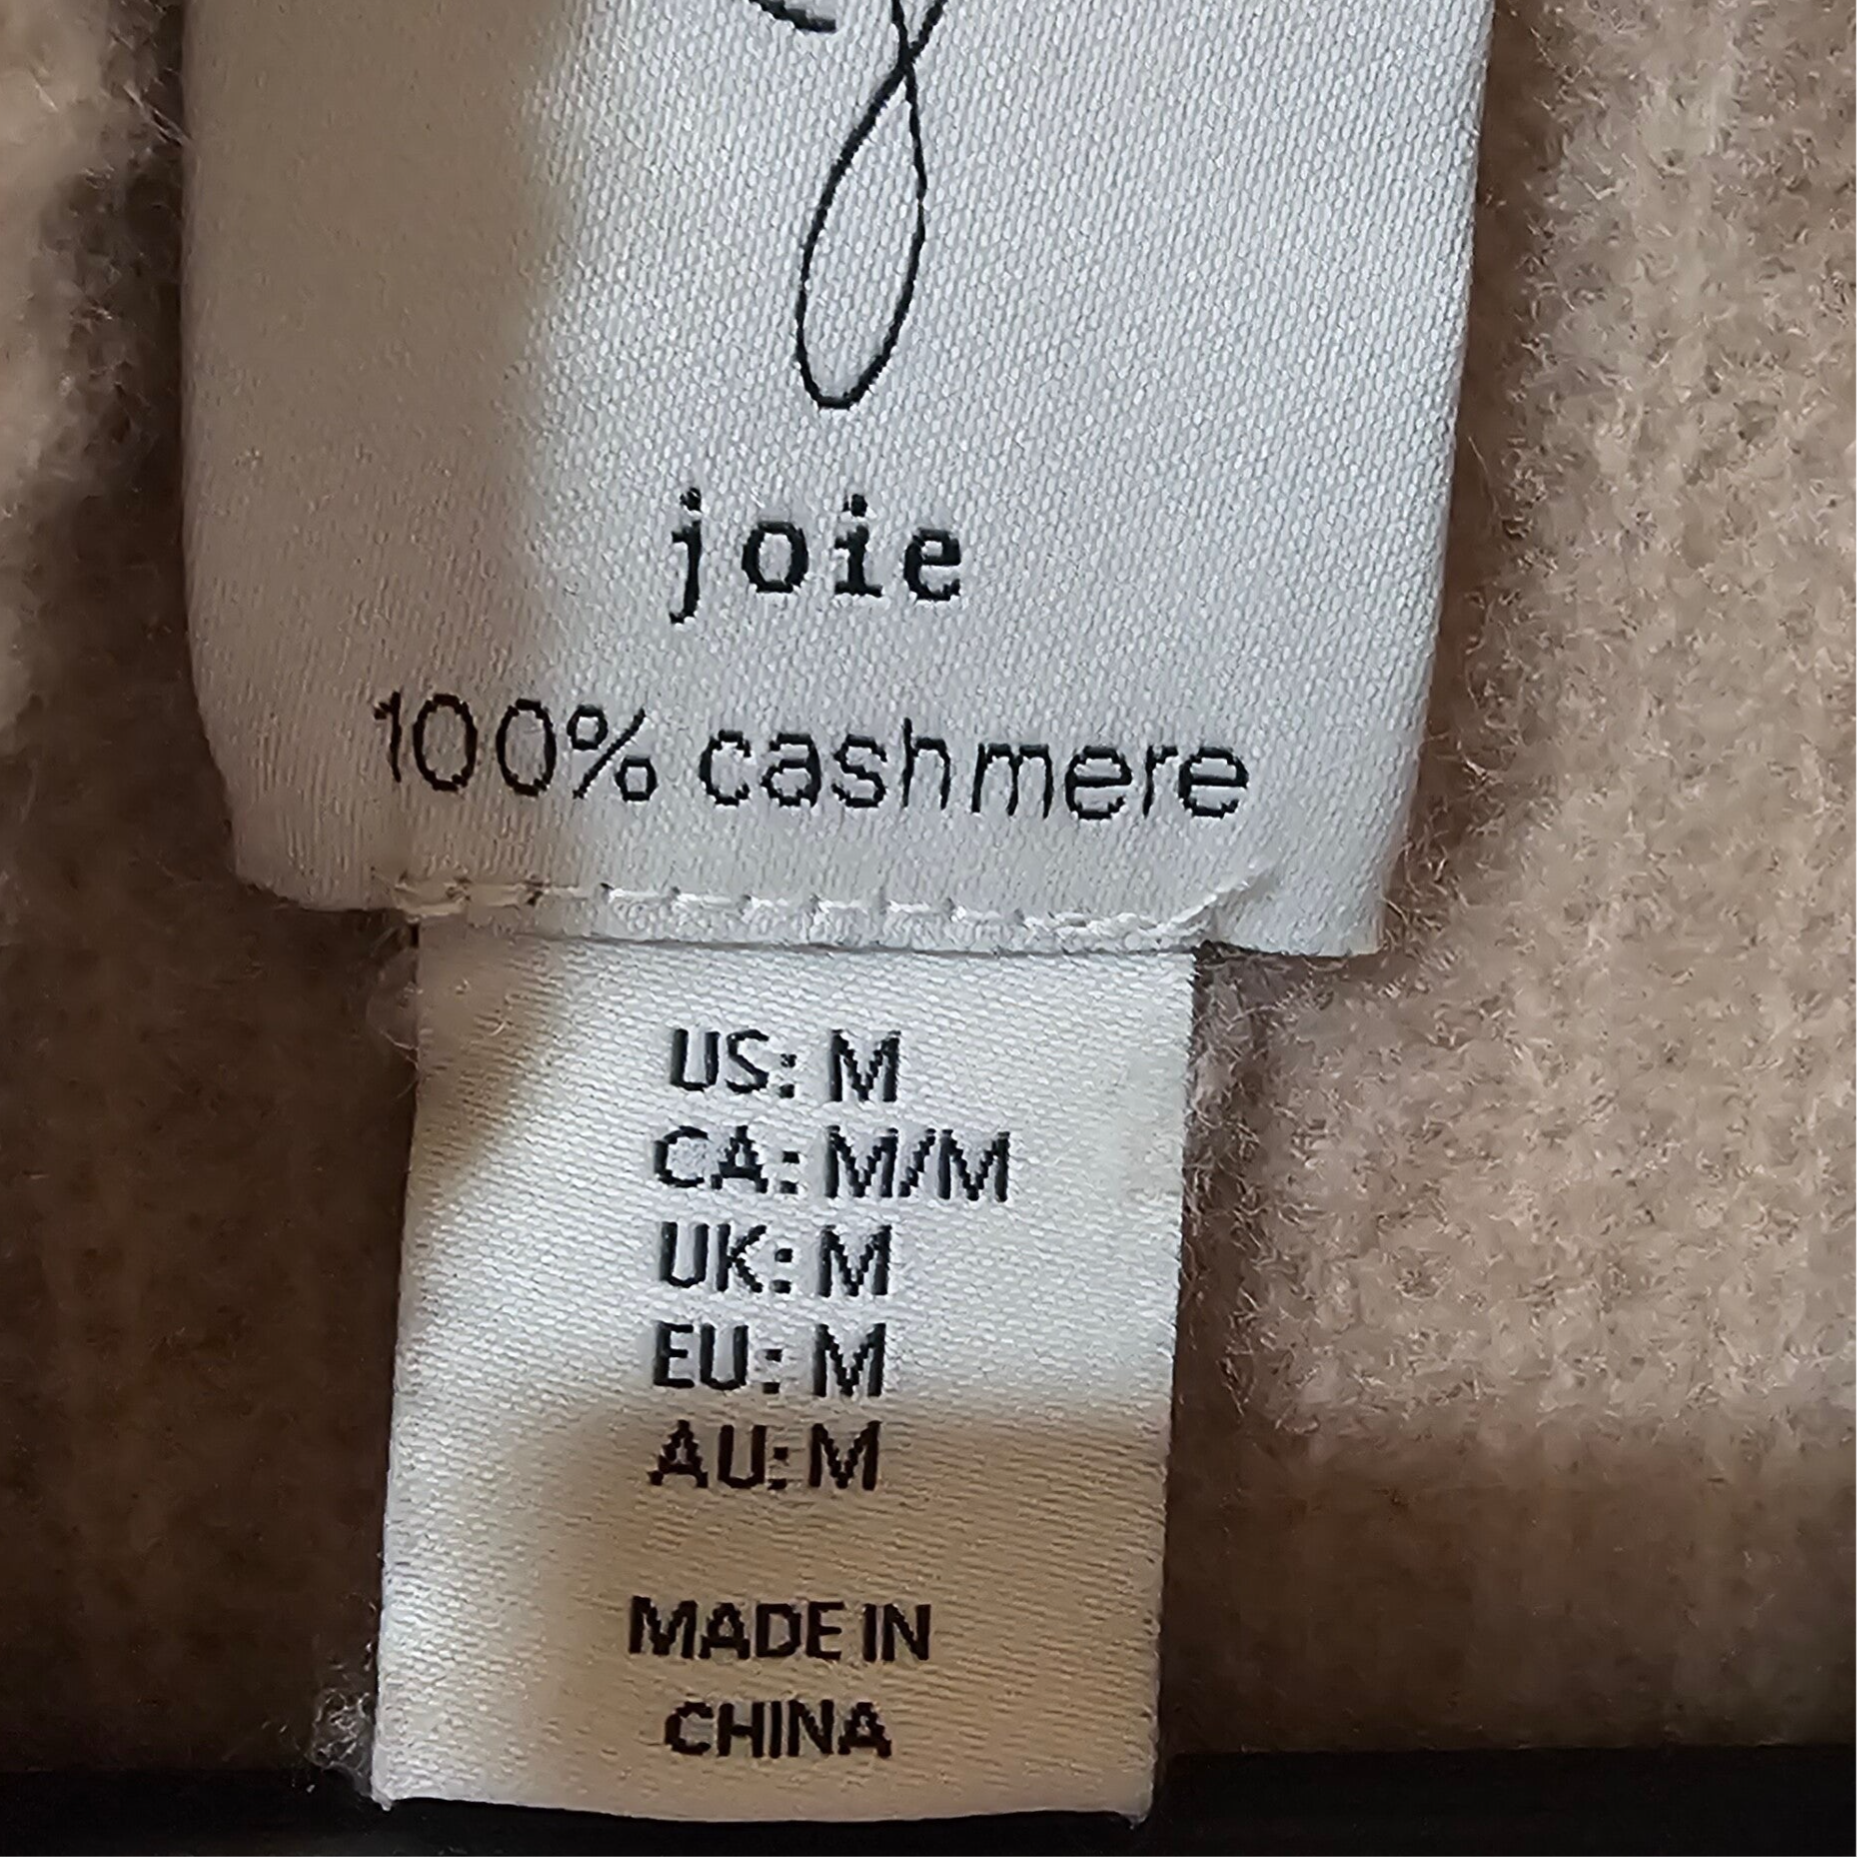 joie
100% cashmere
US: M
CA: M/M
UK: M
EU: M
AU: M
MADE IN
CHINA